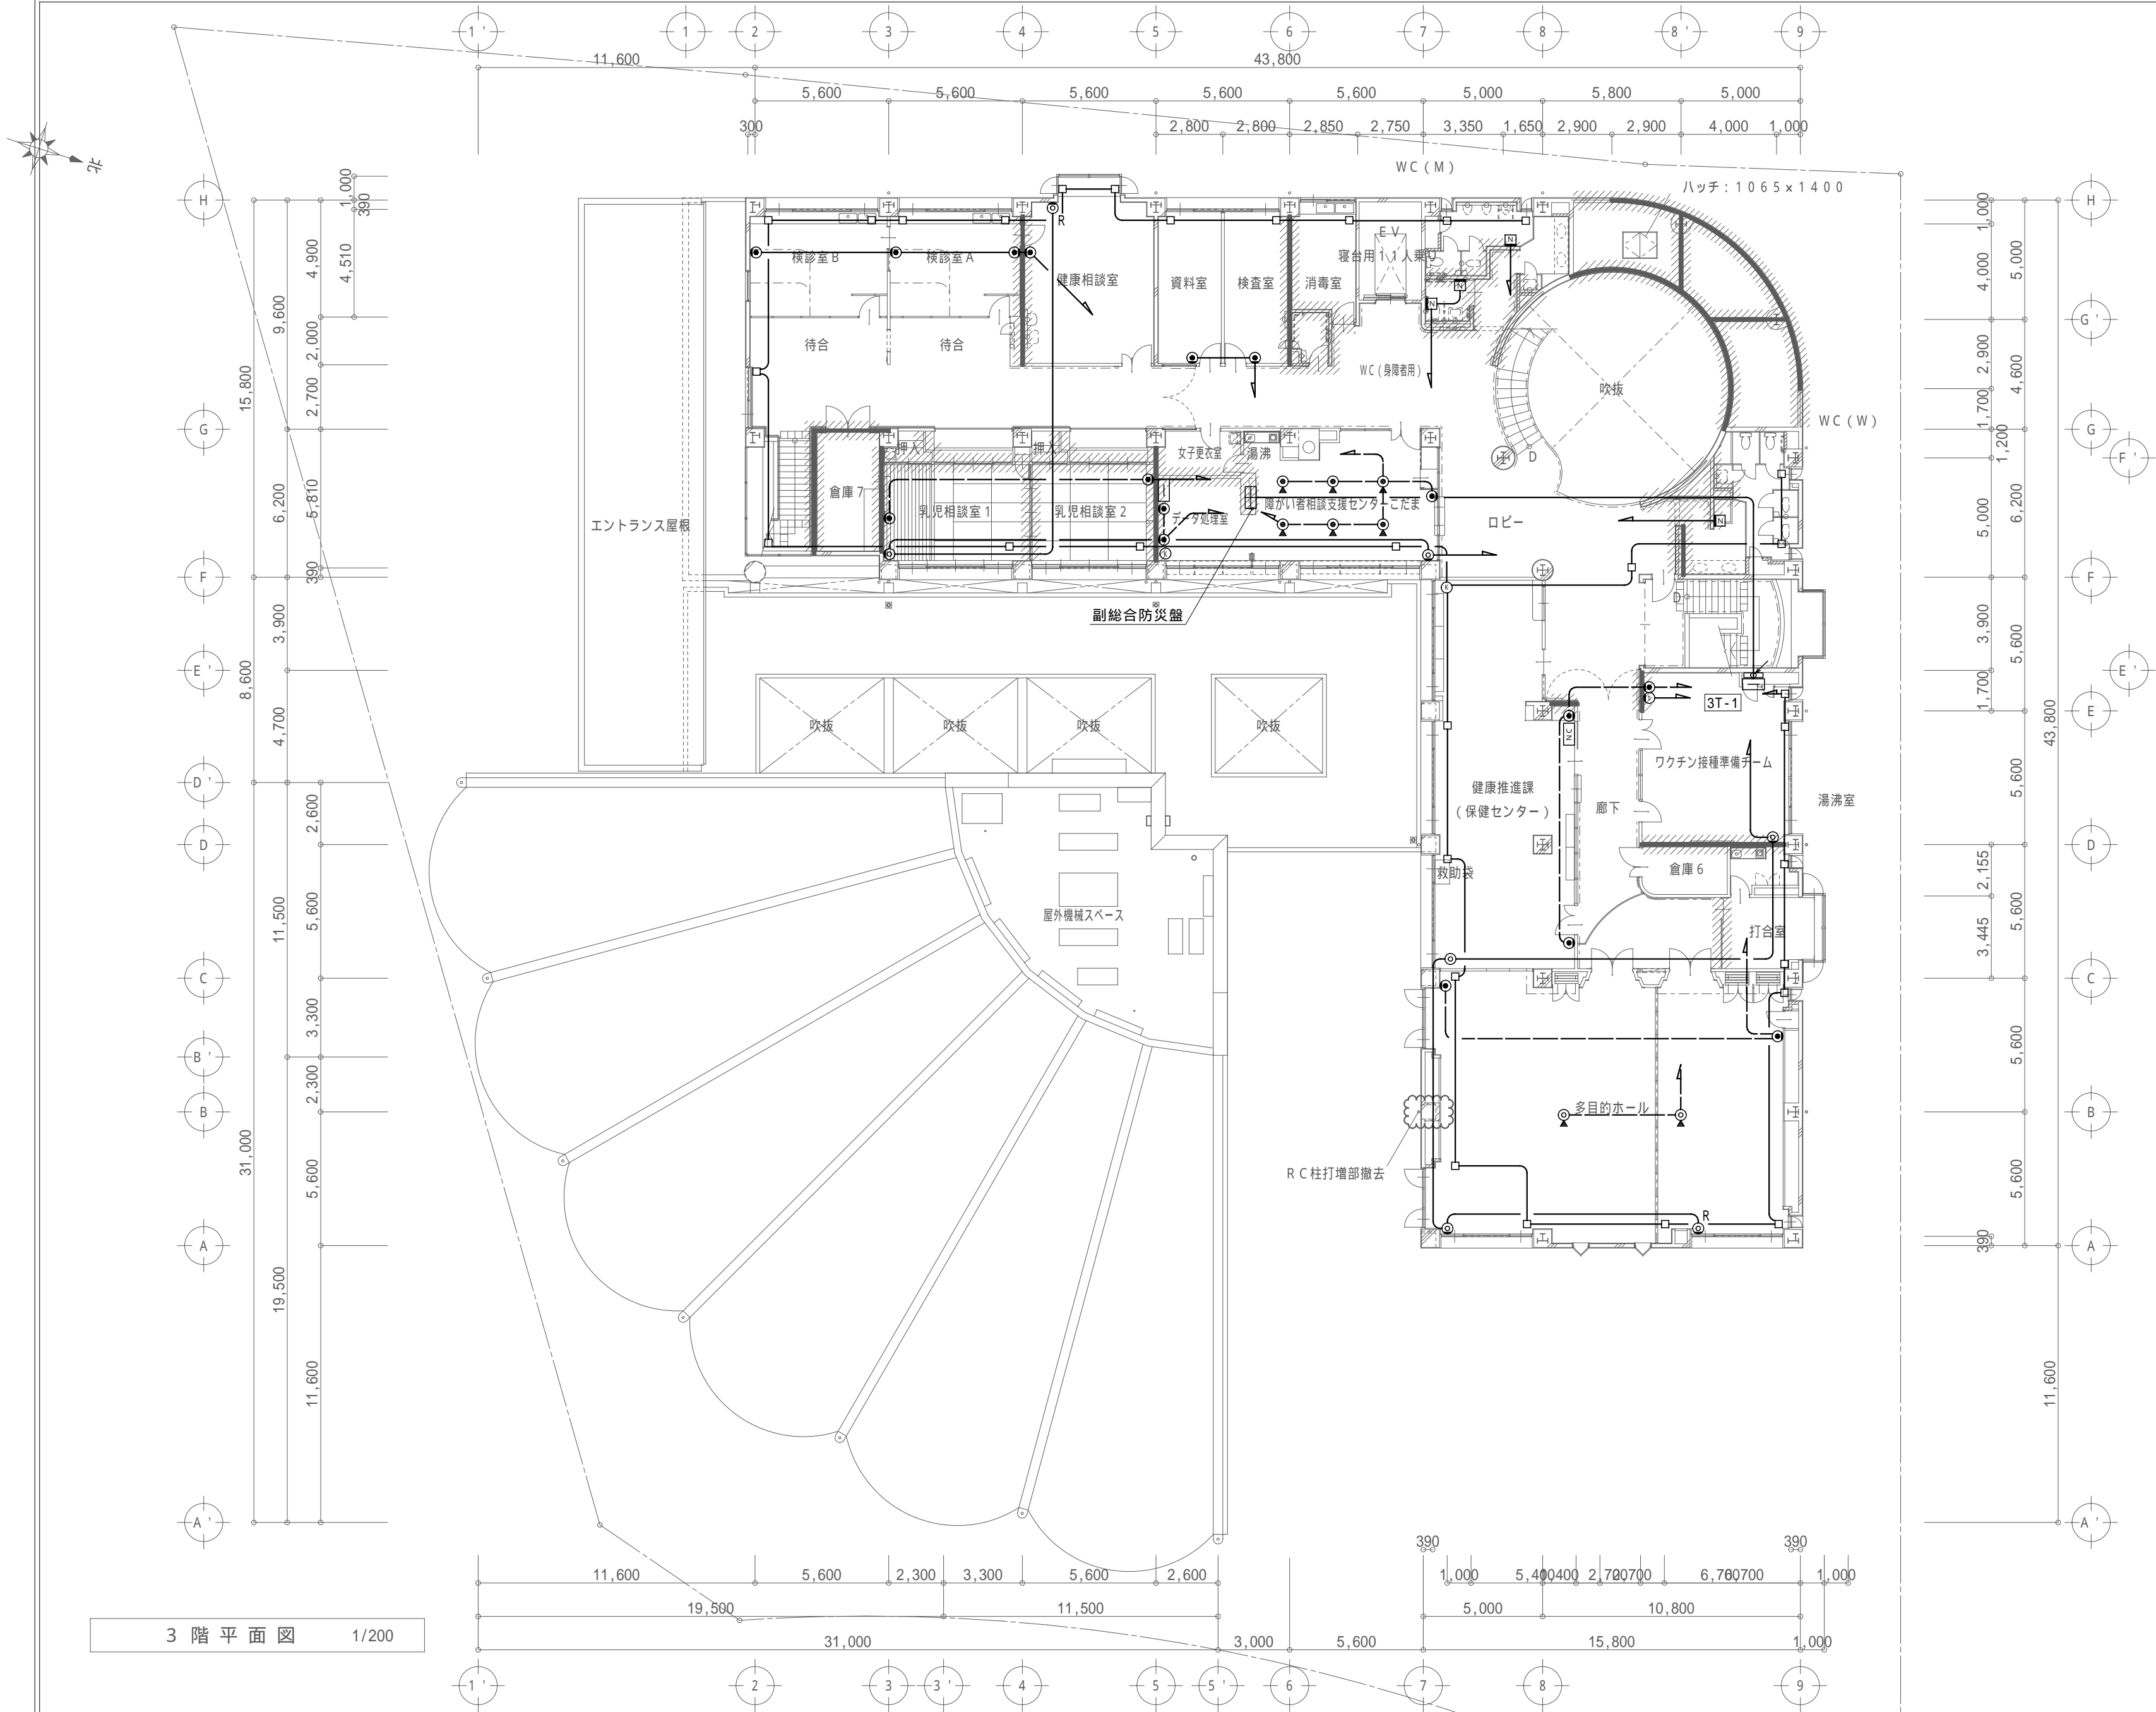 1' 1 2 3 4 5 6 7 8 8' 9
11,600 43,800
5,600 5,600 5,600 5,600 5,600 5,000 5,800 5,000
300 2,800 2,800 2,850 2,750 3,350 1,650 2,900 2,900 4,000 1,000
北
WC(M)
ハッチ：1065×1400
H
1,000
390
4,900
4,510
9,600
2,000
15,800
2,700
G
6,200
5,810
F
390
3,900
E'
8,600
4,700
D'
2,600
D
11,500
5,600
C
3,300
B'
2,300
B
31,000
5,600
A
19,500
11,600
A'
検診室B
検診室A
健康相談室
資料室
検査室
消毒室
EV
寝台用11人乗り
R
待合
待合
WC(身障者用)
吹抜
WC(W)
N
N
N
N
押入
押入
女子更衣室
湯沸
D
倉庫7
乳児相談室1
乳児相談室2
データ処理室
障がい者相談支援センターこだま
ロビー
エントランス屋根
副総合防災盤
D
吹抜
吹抜
吹抜
吹抜
3T-1
NC
ワクチン接種準備チーム
健康推進課
(保健センター)
廊下
湯沸室
救助袋
倉庫6
屋外機械スペース
打合室
多目的ホール
RC柱打増部撤去
R
H
1,000
5,000
4,000
G'
2,900
4,600
1,700
G
1,200
F'
5,000
6,200
F
3,900
5,600
E'
1,700
E
43,800
5,600
D
2,155
5,600
3,445
C
5,600
B
5,600
390
A
11,600
A'
390 390
11,600 5,600 2,300 3,300 5,600 2,600 1,000 1,000
19,500 11,500 5,000 10,800
31,000 3,000 5,600 15,800 1,000
1' 2 3 3' 4 5 5' 6 7 8 9
3階平面図 1/200